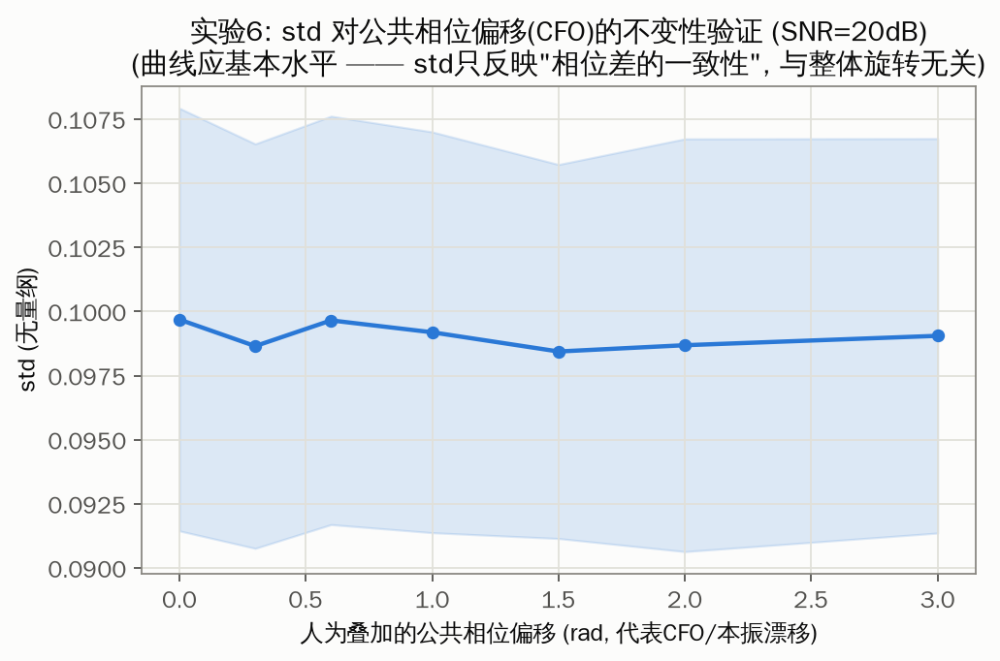 实验6: std 对公共相位偏移(CFO)的不变性验证 (SNR=20dB)
(曲线应基本水平 —— std只反映"相位差的一致性", 与整体旋转无关)
std (无量纲)
0.1075
0.1050
0.1025
0.1000
0.0975
0.0950
0.0925
0.0900
0.0 0.5 1.0 1.5 2.0 2.5 3.0
人为叠加的公共相位偏移 (rad, 代表CFO/本振漂移)